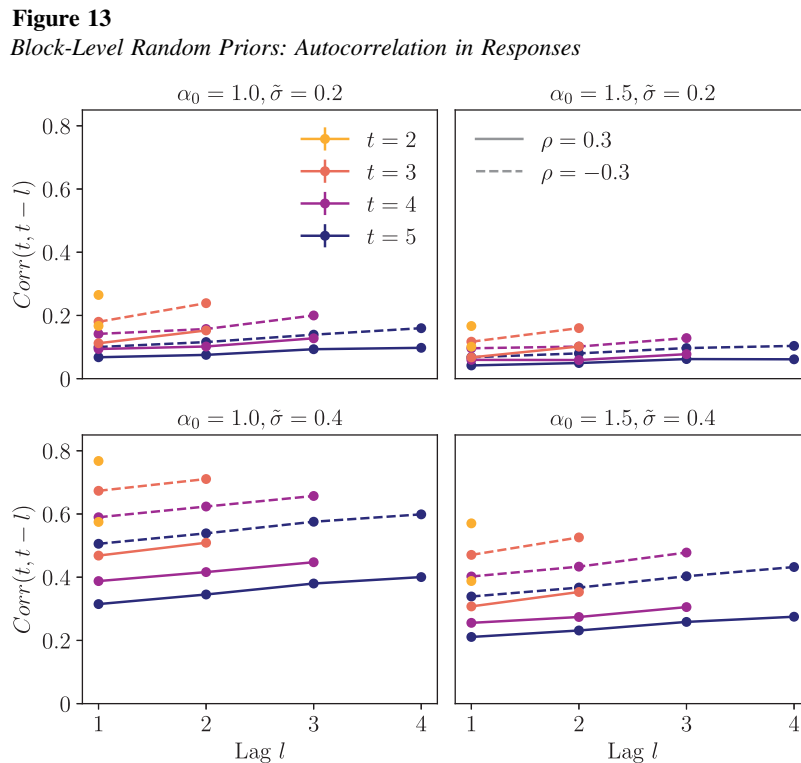 Figure 13
Block-Level Random Priors: Autocorrelation in Responses
α₀ = 1.0, σ̃ = 0.2
α₀ = 1.5, σ̃ = 0.2
0.8
0.6
0.4
0.2
0
Corr(t, t − l)
t = 2
t = 3
t = 4
t = 5
ρ = 0.3
ρ = −0.3
α₀ = 1.0, σ̃ = 0.4
α₀ = 1.5, σ̃ = 0.4
0.8
0.6
0.4
0.2
0
Corr(t, t − l)
1 2 3 4
Lag l
1 2 3 4
Lag l